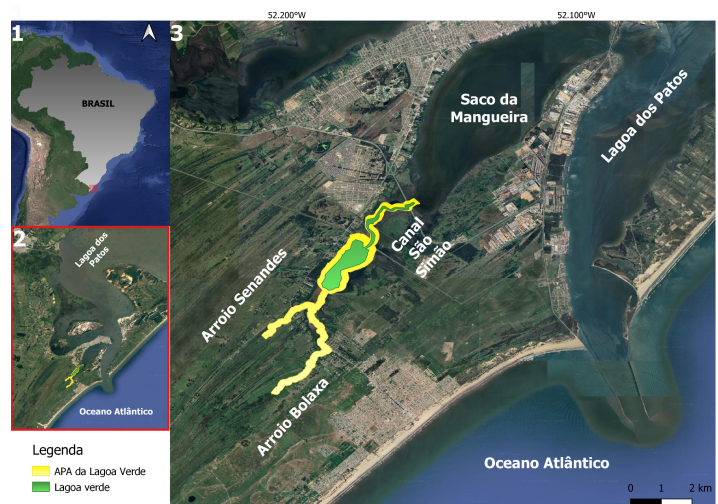 52.200°W
52.100°W
1
BRASIL
2
Lagoa dos
Patos
Oceano Atlântico
Legenda
APA da Lagoa Verde
Lagoa verde
3
Saco da
Mangueira
Lagoa dos Patos
Canal
São
Simão
Arroio Senandes
Arroio Bolaxa
Oceano Atlântico
0 1 2 km